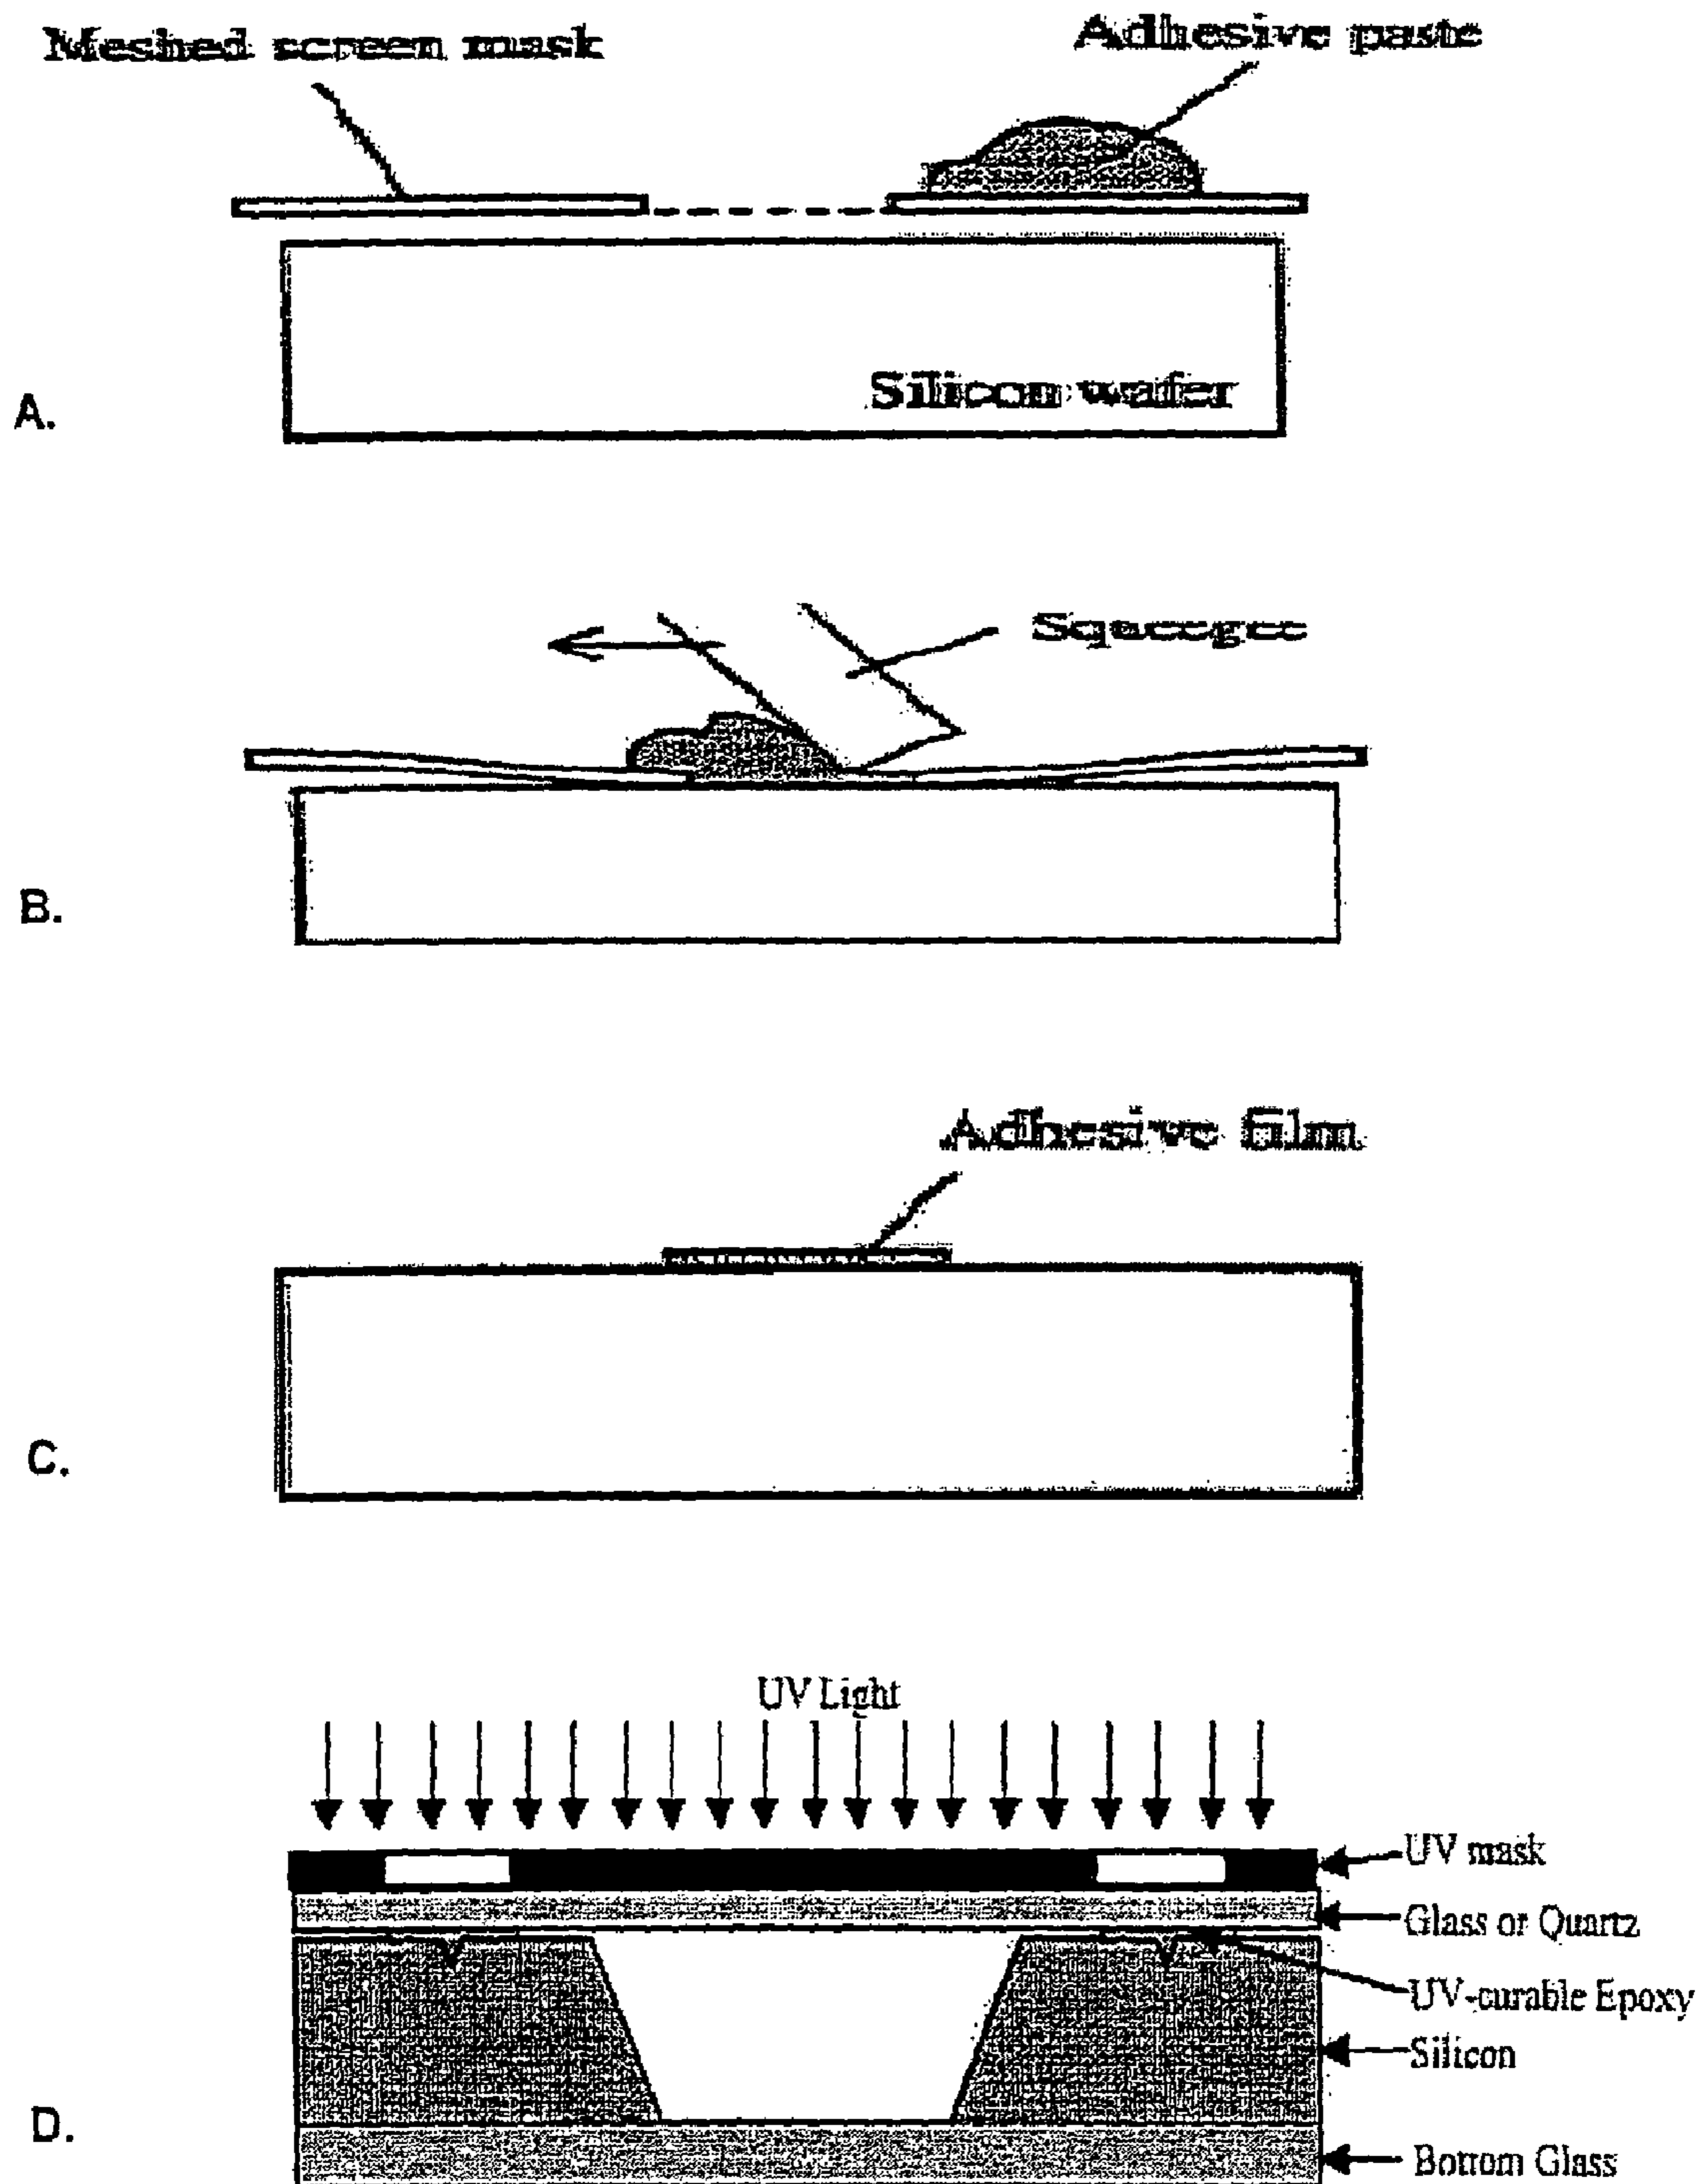 Meshed screen mask
Adhesive paste
Silicon wafer
A.
Squeegee
B.
Adhesive film
C.
UV Light
UV mask
Glass or Quartz
UV-curable Epoxy
Silicon
D.
Bottom Glass